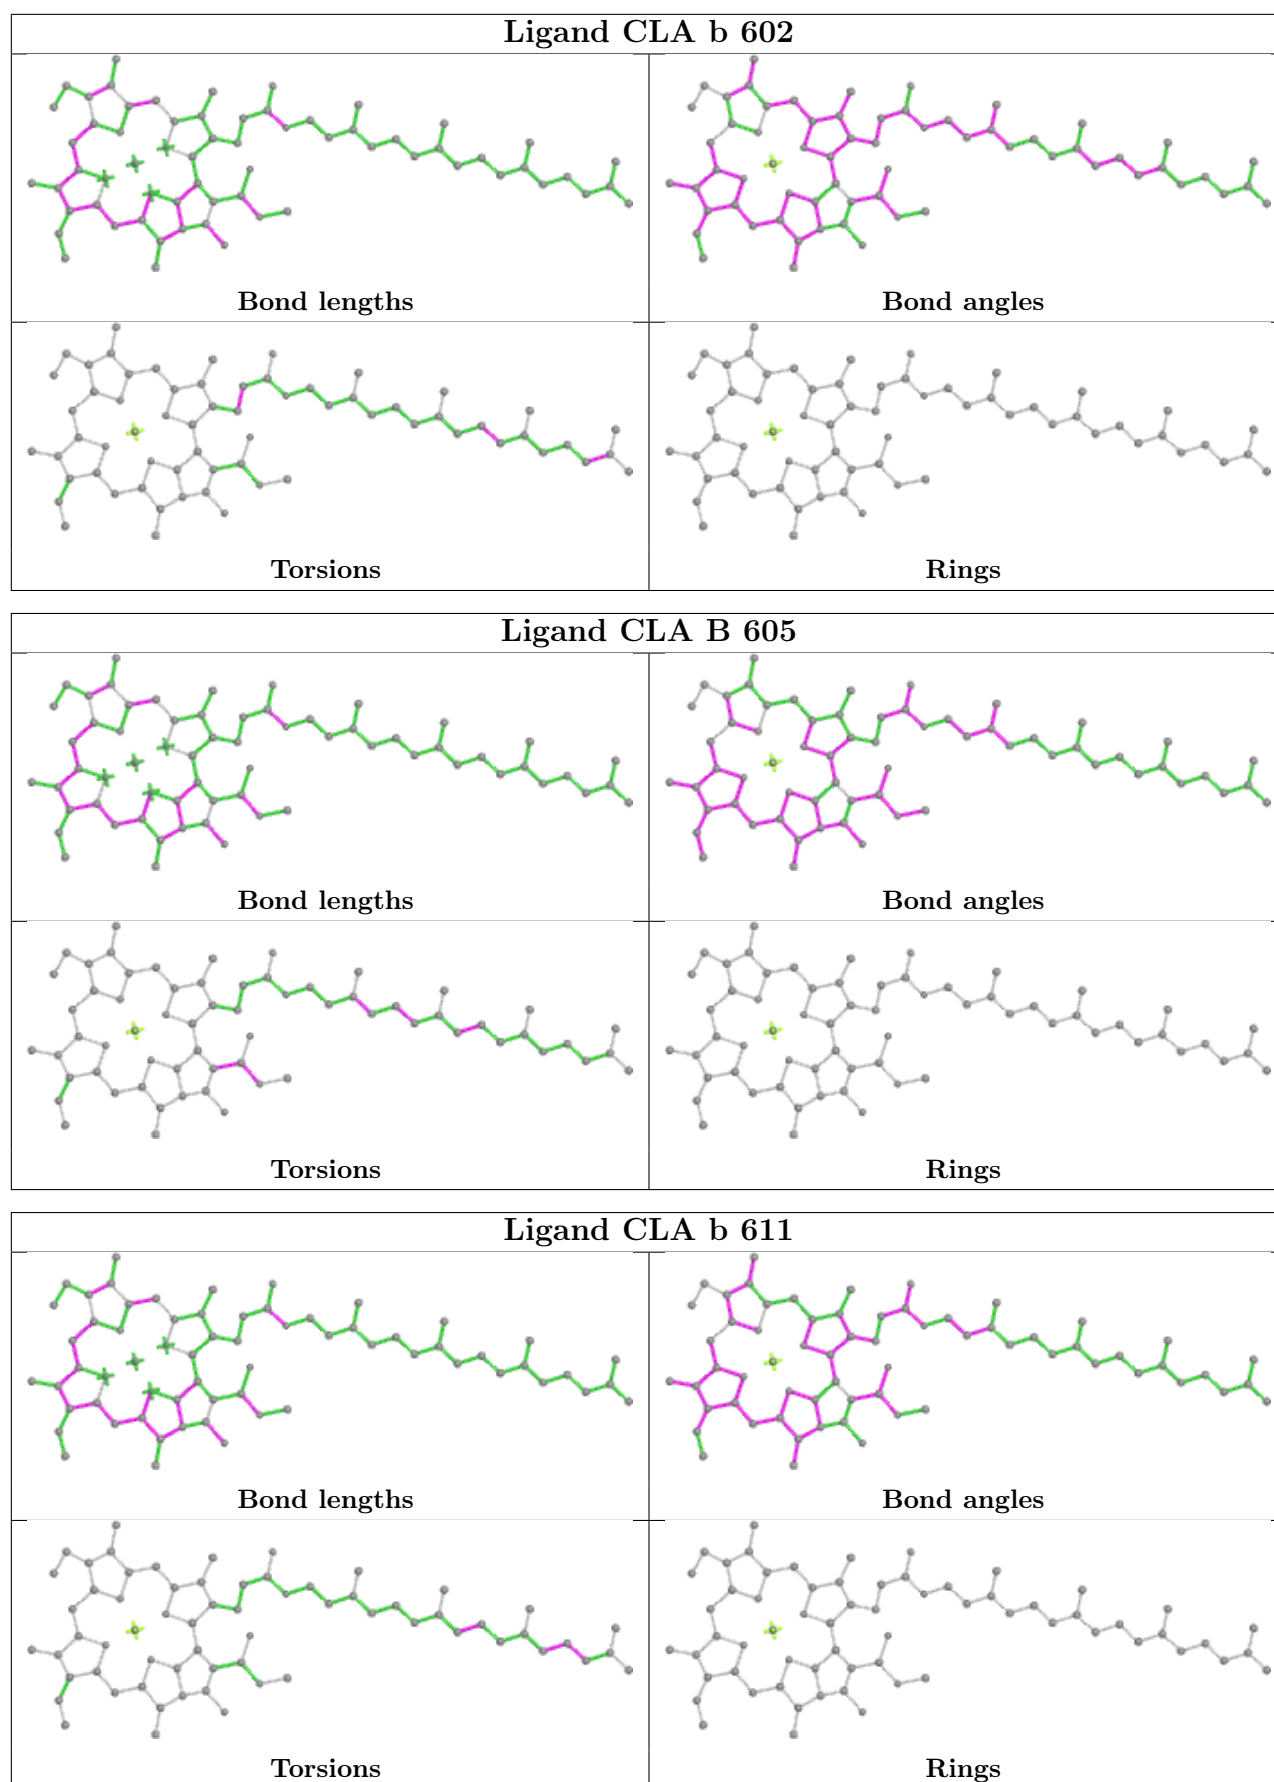 Ligand CLA b 602
Bond lengths
Bond angles
Torsions
Rings
Ligand CLA B 605
Bond lengths
Bond angles
Torsions
Rings
Ligand CLA b 611
Bond lengths
Bond angles
Torsions
Rings